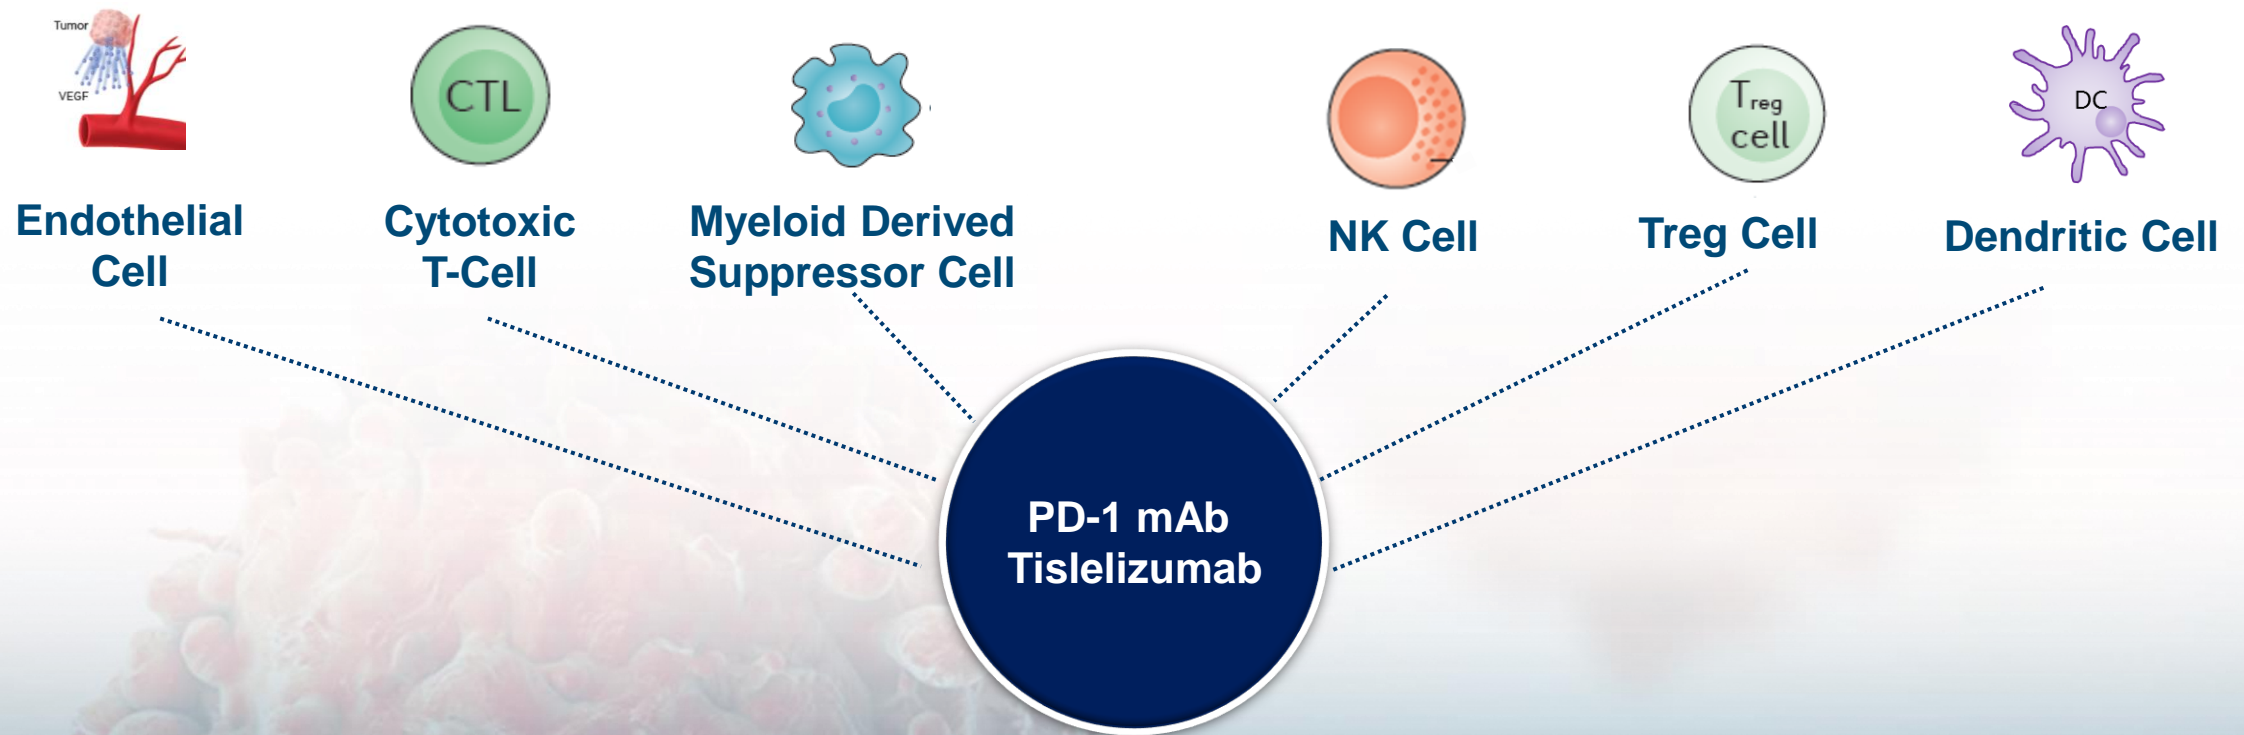 Tumor
VEGF
CTL
Treg
cell
DC
Endothelial
Cell
Cytotoxic
T-Cell
Myeloid Derived
Suppressor Cell
NK Cell
Treg Cell
Dendritic Cell
PD-1 mAb
Tislelizumab